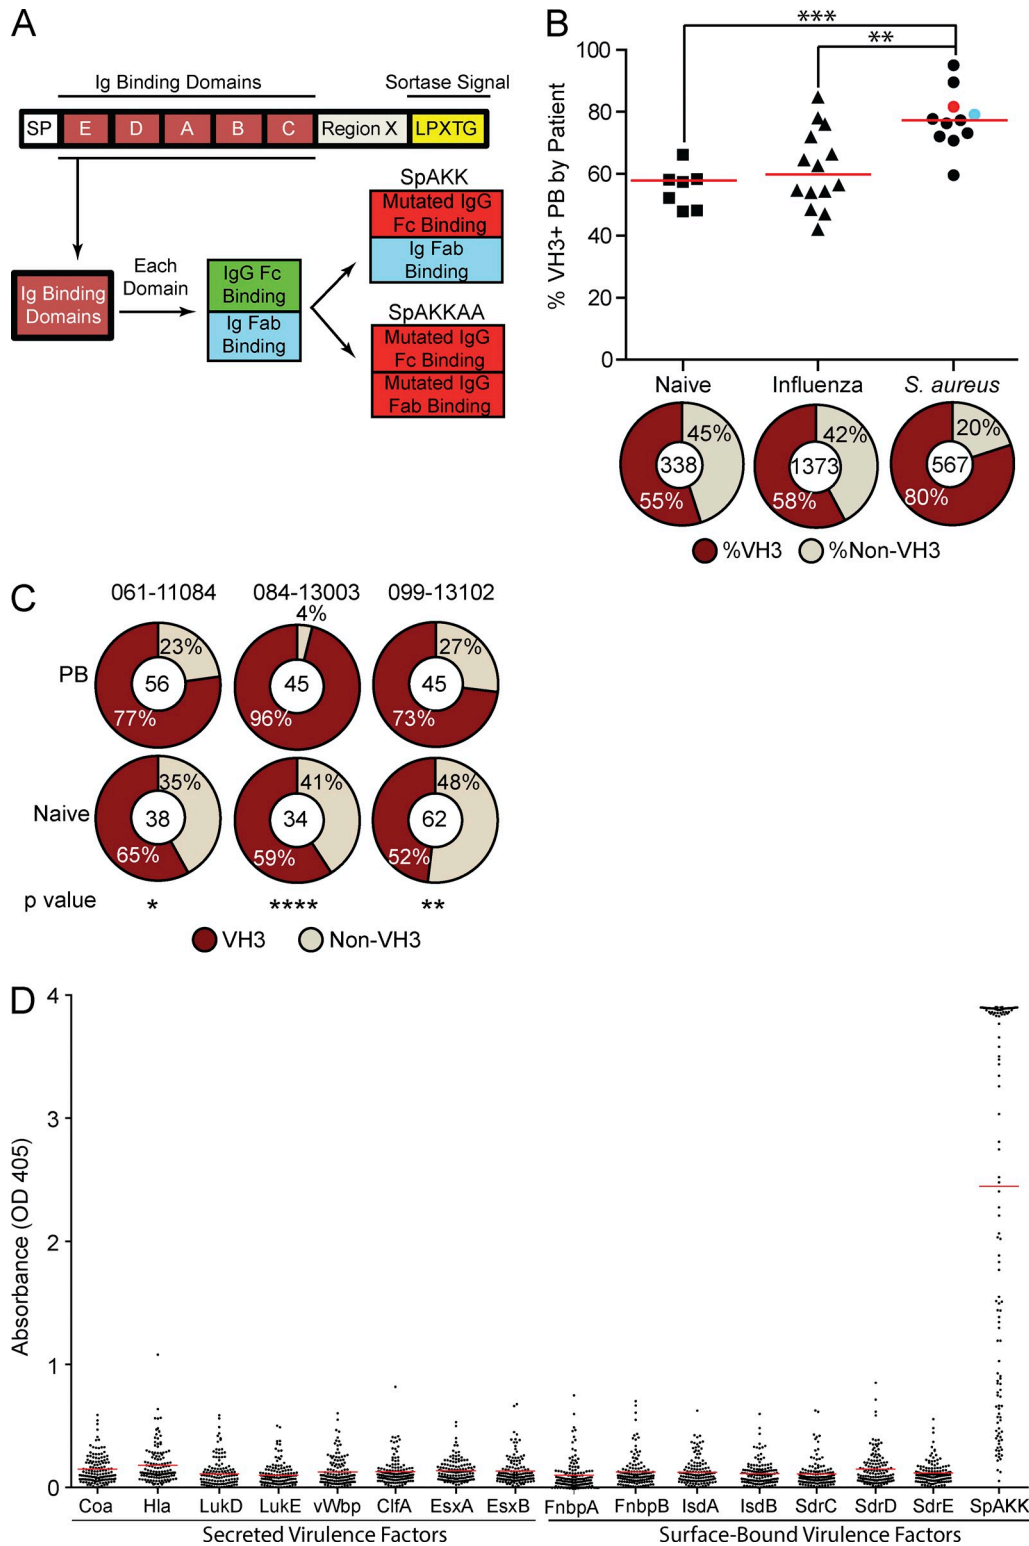 A
Ig Binding Domains
Sortase Signal
SP E D A B C Region X LPXTG
Ig Binding
Domains
Each
Domain
IgG Fc
Binding
Ig Fab
Binding
SpAKK
Mutated IgG
Fc Binding
Ig Fab
Binding
SpAKKAA
Mutated IgG
Fc Binding
Mutated IgG
Fab Binding
B
***
**
% VH3+ PB by Patient
100
80
60
40
20
0
Naive Influenza S. aureus
45% 42% 20%
338 1373 567
55% 58% 80%
%VH3 %Non-VH3
C
061-11084 084-13003 099-13102
PB
23% 4% 27%
56 45 45
77% 96% 73%
Naive
35% 41% 48%
38 34 62
65% 59% 52%
p value * **** **
VH3 Non-VH3
D
Absorbance (OD 405)
4
3
2
1
0
Coa Hla LukD LukE vWbp ClfA EsxA EsxB FnbpA FnbpB IsdA IsdB SdrC SdrD SdrE SpAKK
Secreted Virulence Factors Surface-Bound Virulence Factors